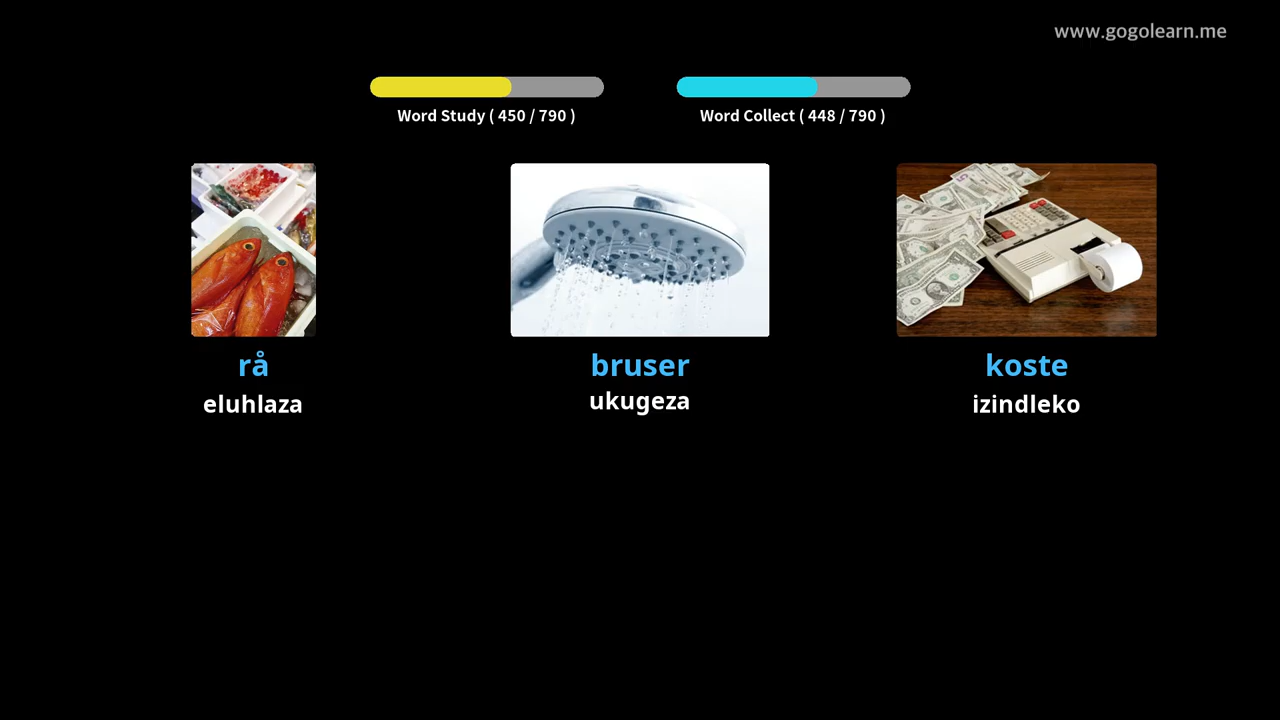 www.gogolearn.me
Word Study ( 450 / 790 )
Word Collect ( 448 / 790 )
rå
eluhlaza
bruser
ukugeza
koste
izindleko